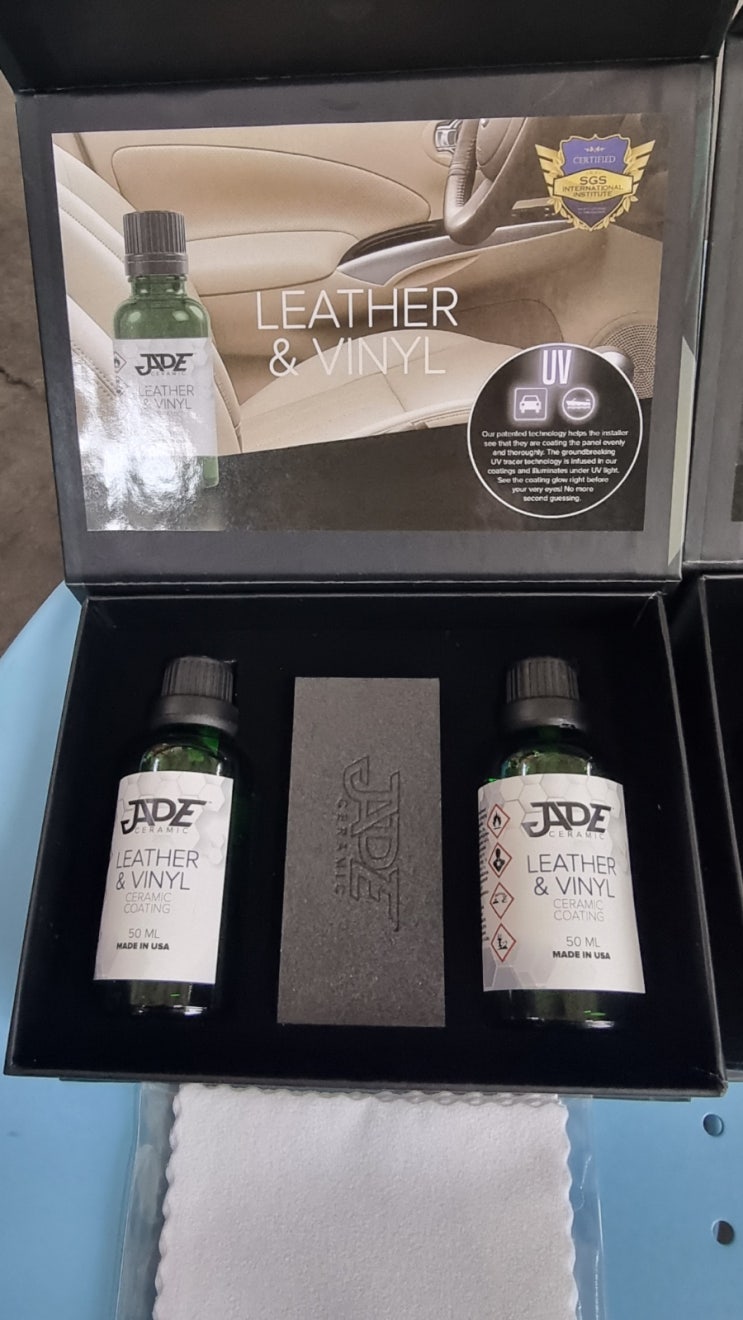 CERTIFIED
SGS
INTERNATIONAL
INSTITUTE
LEATHER
& VINYL
JADE
CERAMIC
LEATHER
& VINYL
UV
Our patented technology helps the installer
see that they are coating the panel evenly
and thoroughly. The groundbreaking
UV tracer technology is infused in our
coatings and illuminates under UV light.
See the coating glow right before
your very eyes! No more
second guessing.
JADE
CERAMIC
LEATHER
& VINYL
CERAMIC
COATING
50 ML
MADE IN USA
JADE
CERAMIC
JADE
CERAMIC
LEATHER
& VINYL
CERAMIC
COATING
50 ML
MADE IN USA